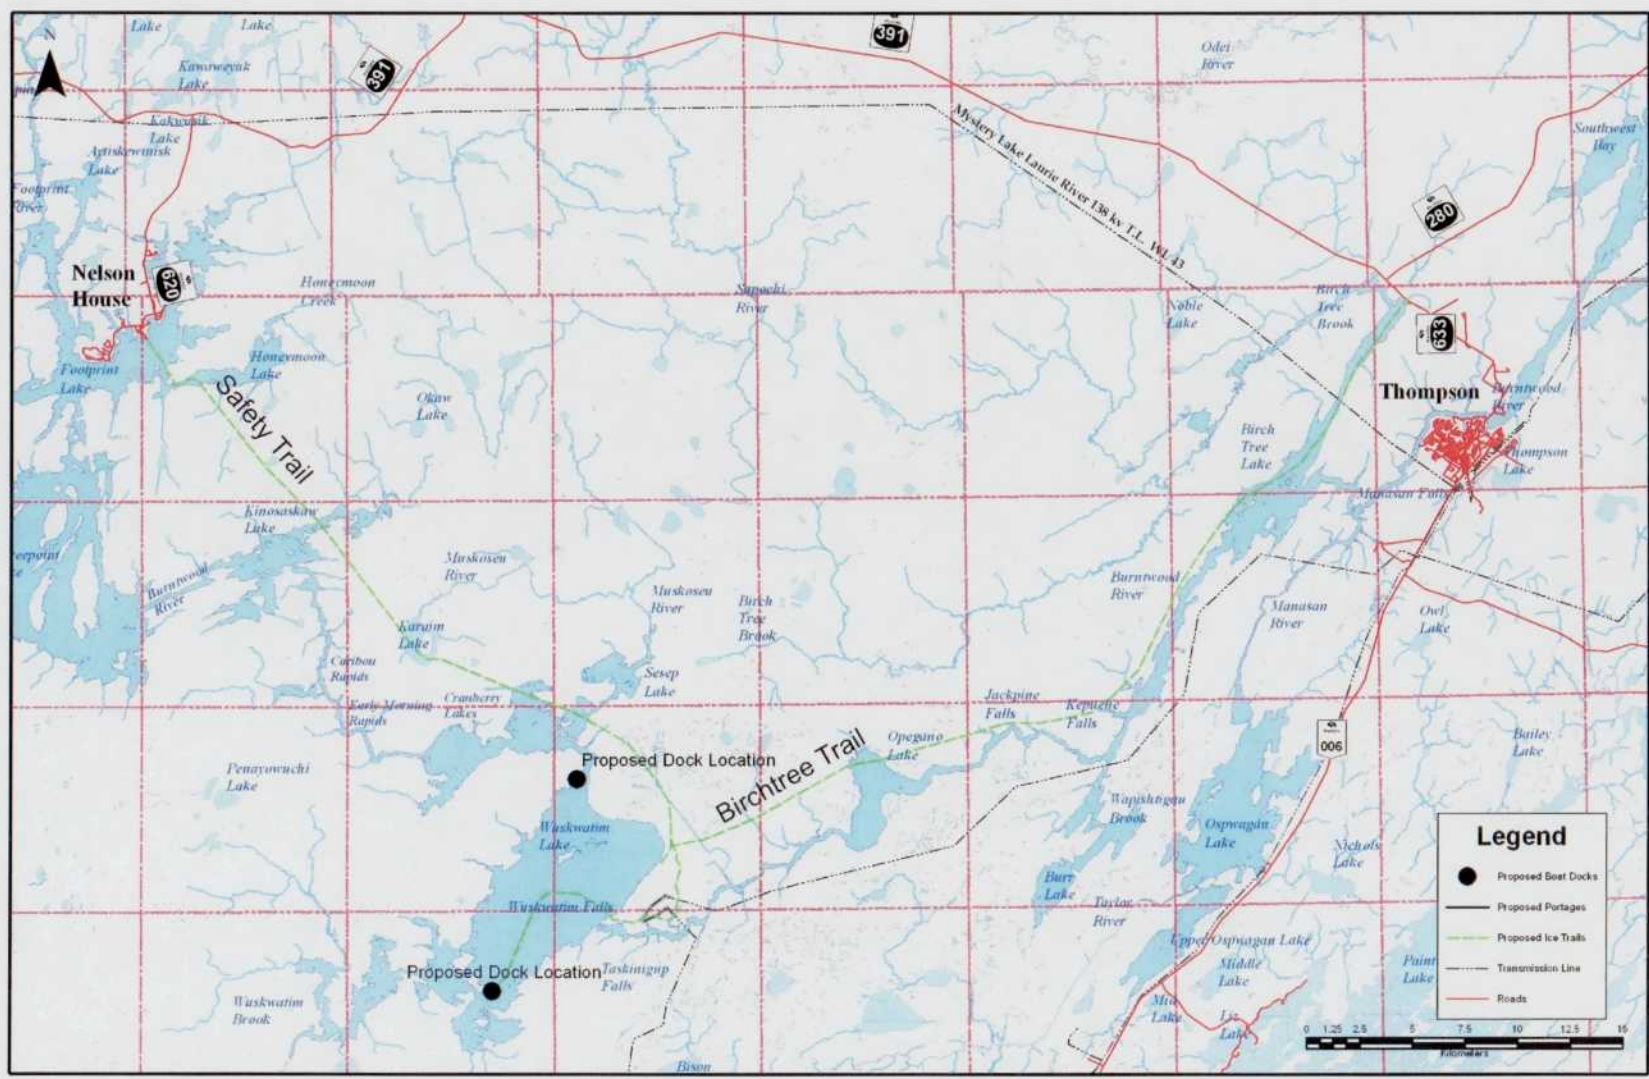 Lake
Lake
391
391
Odei
River
N
Kawaweyak
Lake
Kakwusik
Lake
Apiskewinisk
Lake
Mystery Lake Laurie River 138 kv T.L. WL 43
Southwest
Bay
Footprint
River
280
Nelson
House
620
Honeymoon
Creek
Sapochi
River
Noble
Lake
Birch
Tree
Brook
633
Footprint
Lake
Honeymoon
Lake
Safety Trail
Okaw
Lake
Thompson
Burntwood
River
Birch
Tree
Lake
Thompson
Lake
Manasan Falls
Kinosaskaw
Lake
Burntwood
River
Muskoseu
River
Muskoseu
River
Birch
Tree
Brook
Burntwood
River
Manasan
River
Owl
Lake
Karaim
Lake
Caribou
Rapids
Early Morning
Rapids
Cranberry
Lakes
Sesep
Lake
Jackpine
Falls
Kepuche
Falls
Opegano
Lake
006
Bailey
Lake
Proposed Dock Location
Birchtree Trail
Penayowuchi
Lake
Wuskwatim
Lake
Wapishtigau
Brook
Ospwagan
Lake
Nichols
Lake
Burr
Lake
Taylor
River
Wuskwatim Falls
Upper Ospwagan Lake
Proposed Dock Location
Taskinigup
Falls
Middle
Lake
Paint
Lake
Wuskwatim
Brook
Mid
Lake
Liz
Lake
Bison
Legend
Proposed Boat Docks
Proposed Portages
Proposed Ice Trails
Transmission Line
Roads
0 1.25 2.5 5 7.5 10 12.5 15
Kilometers